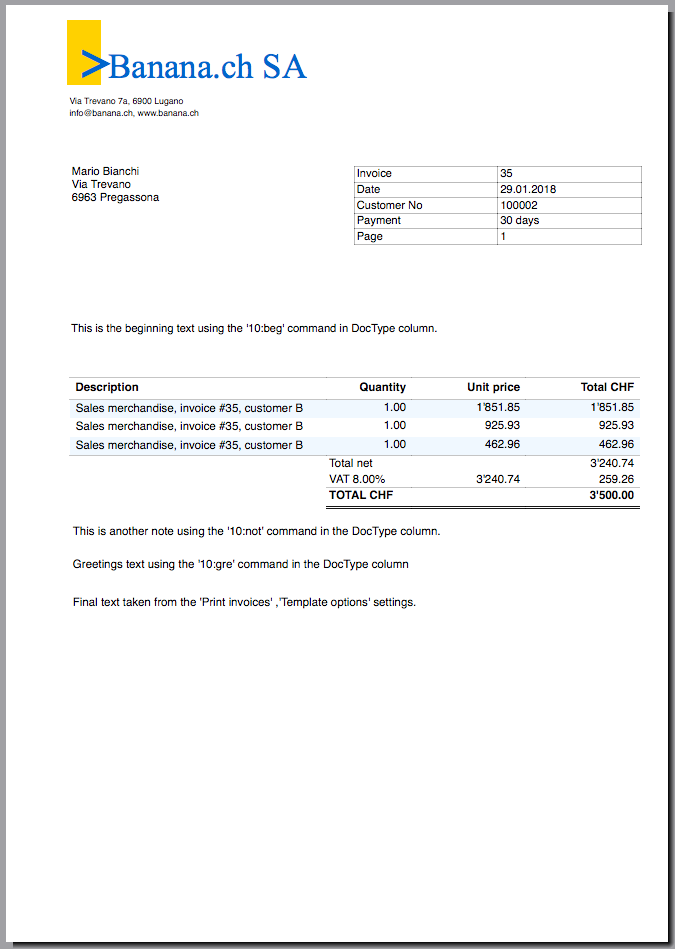 >Banana.ch SA
Via Trevano 7a, 6900 Lugano
info@banana.ch, www.banana.ch
Mario Bianchi
Via Trevano
6963 Pregassona
Invoice 35
Date 29.01.2018
Customer No 100002
Payment 30 days
Page 1
This is the beginning text using the '10:beg' command in DocType column.
Description Quantity Unit price Total CHF
Sales merchandise, invoice #35, customer B 1.00 1'851.85 1'851.85
Sales merchandise, invoice #35, customer B 1.00 925.93 925.93
Sales merchandise, invoice #35, customer B 1.00 462.96 462.96
Total net 3'240.74
VAT 8.00% 3'240.74 259.26
TOTAL CHF 3'500.00
This is another note using the '10:not' command in the DocType column.
Greetings text using the '10:gre' command in the DocType column
Final text taken from the 'Print invoices' ,'Template options' settings.